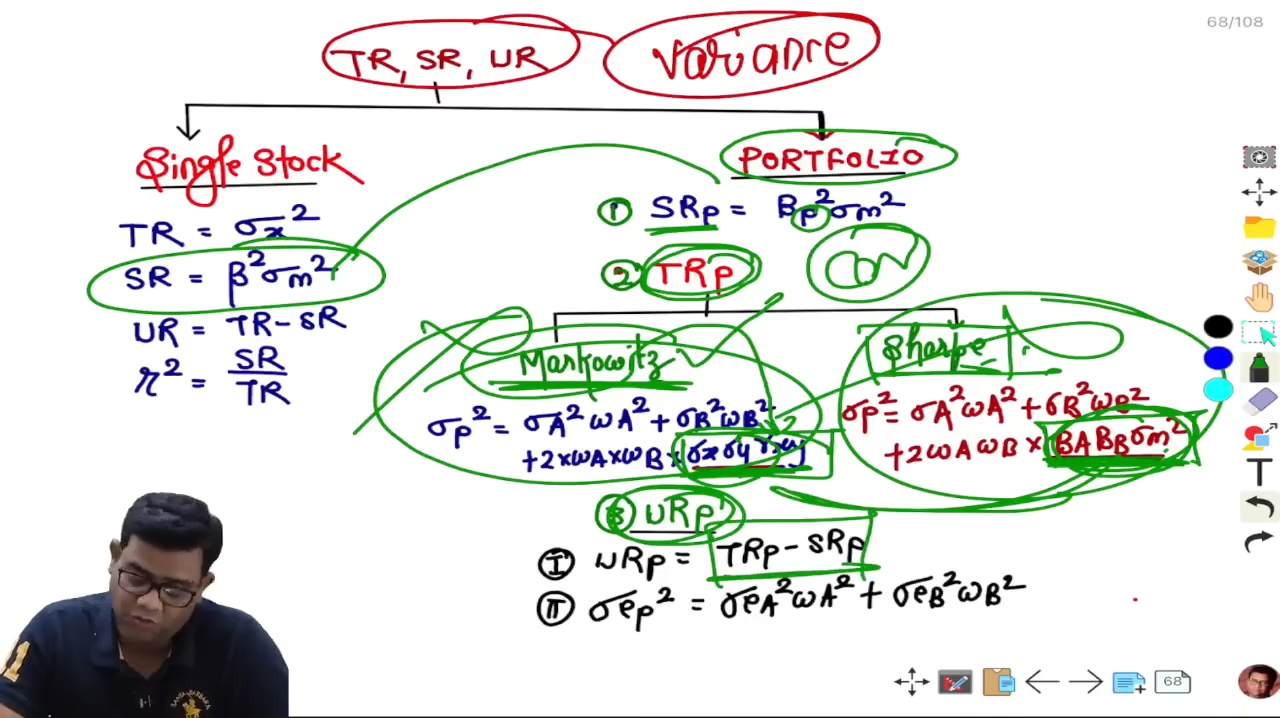 68/108
TR, SR, UR
Variance
Single Stock
PORTFOLIO
TR = σx²
SR = β²σm²
UR = TR - SR
r² = SR
TR
① SRp = Bp²σm²
② TRp
COV
Markowitz
σp² = σA²ωA² + σB²ωB²
+2×ωA×ωB×
Sharpe
σp² = σA²ωA² + σB²ωB²
+2ωAωB × BABBσm²
③ URp
Ⅰ URp = TRp - SRp
Ⅱ σep² = σeA²ωA² + σeB²ωB²
68